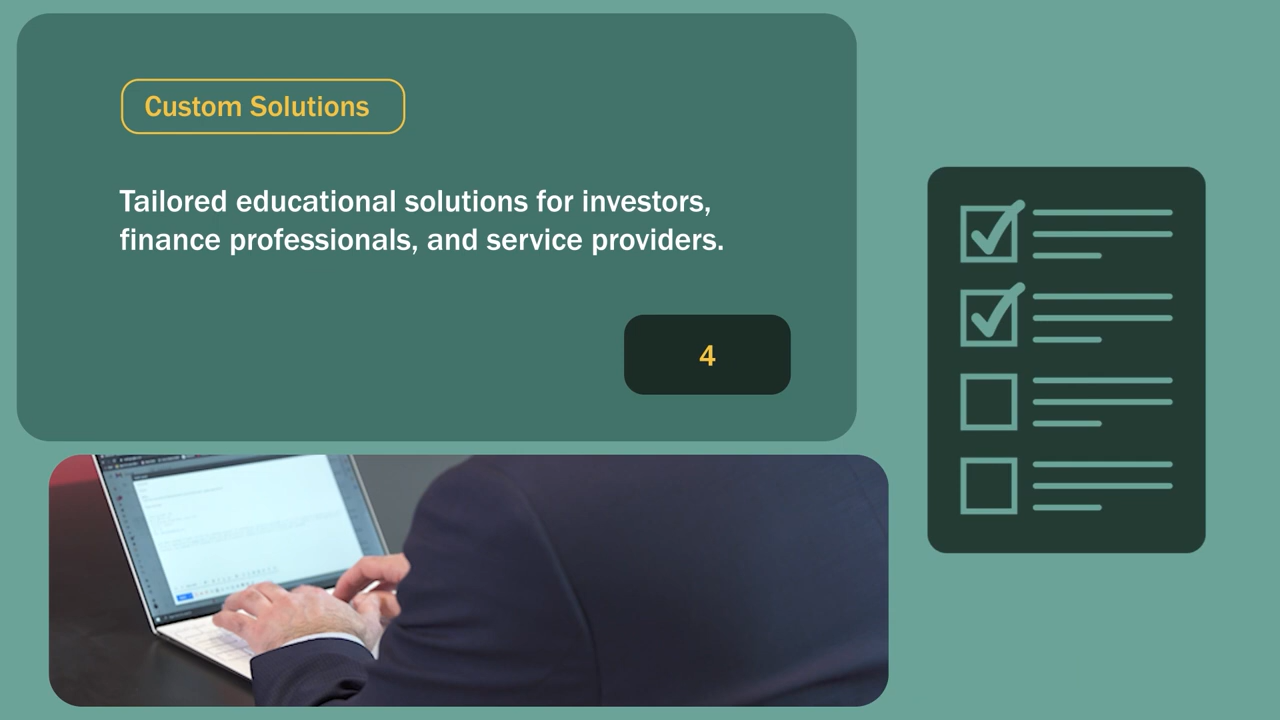 Custom Solutions
Tailored educational solutions for investors,
finance professionals, and service providers.
4